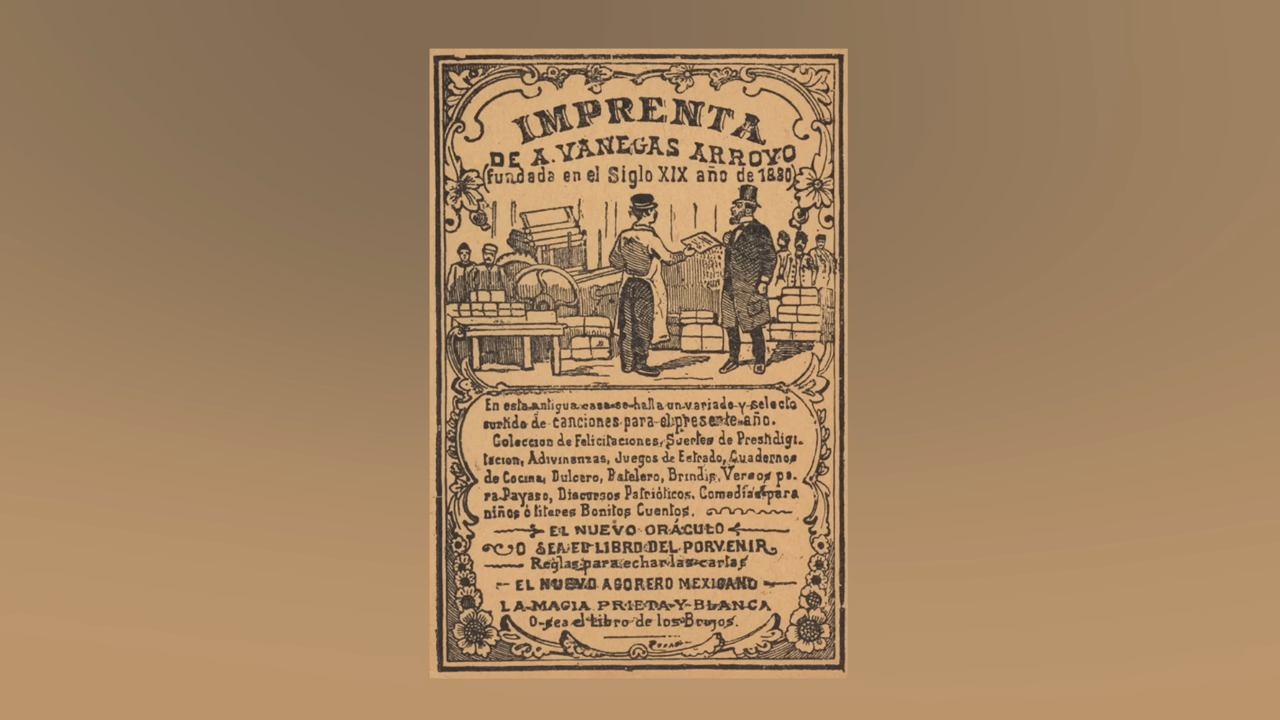 IMPRENTA
DE A. VANEGAS ARROYO
(fundada en el Siglo XIX año de 1880)
En esta antigua casa se halla un variado y selecto
surtido de canciones para el presente año.
Coleccion de Felicitaciones, Suertes de Prestidigi-
tacion, Adivinanzas, Juegos de Estrado, Cuadernos
de Cocina, Dulcero, Patelero, Brindis, Versos pa-
ra Payaso, Discursos Patrióticos. Comedias para
niños ó titeres Bonitos Cuentos.
EL NUEVO ORÁCULO
O SEA EL LIBRO DEL PORVENIR,
Reglas para echar las cartas
EL NUEVO AGORERO MEXICANO
LA MAGIA PRIETA Y BLANCA
O sea el Libro de los Brujos.
Posada